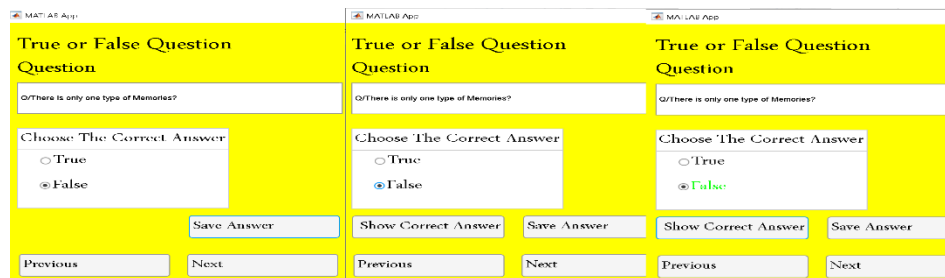 MATLAB App
True or False Question
Question
Q/There is only one type of Memories?
Choose The Correct Answer
True
False
Save Answer
Previous
Next
MATLAB App
True or False Question
Question
Q/There is only one type of Memories?
Choose The Correct Answer
True
False
Show Correct Answer
Save Answer
Previous
Next
MATLAB App
True or False Question
Question
Q/There is only one type of Memories?
Choose The Correct Answer
True
False
Show Correct Answer
Save Answer
Previous
Next